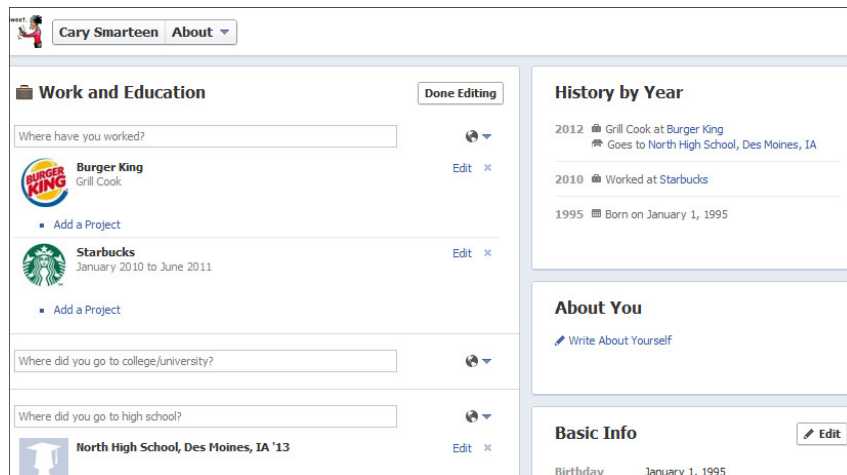 weet.
Cary Smarteen About
Work and Education
Done Editing
Where have you worked?
BURGER KING
Burger King
Edit ×
Grill Cook
Add a Project
Starbucks
Edit ×
January 2010 to June 2011
Add a Project
Where did you go to college/university?
Where did you go to high school?
North High School, Des Moines, IA '13
Edit ×
History by Year
2012 Grill Cook at Burger King
Goes to North High School, Des Moines, IA
2010 Worked at Starbucks
1995 Born on January 1, 1995
About You
Write About Yourself
Basic Info
Edit
Birthday January 1, 1995